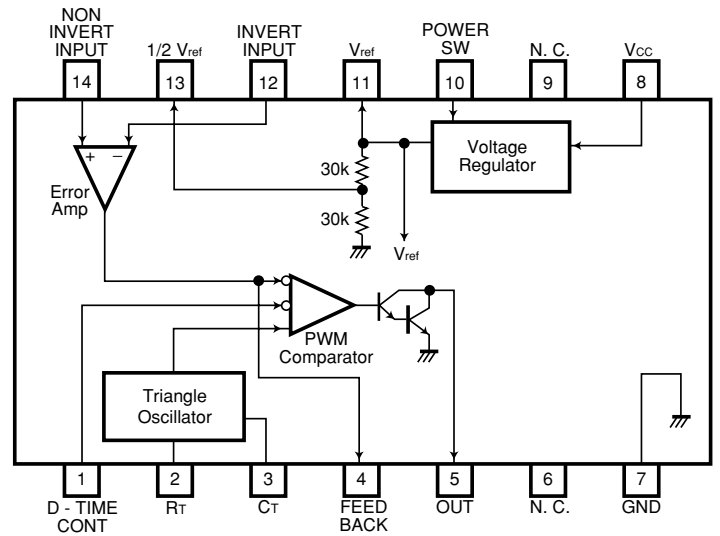 NON
INVERT
INPUT
1/2 Vref
INVERT
INPUT
Vref
POWER
SW
N. C.
VCC
14
13
12
11
10
9
8
+ −
Error
Amp
30k
30k
Vref
Voltage
Regulator
PWM
Comparator
Triangle
Oscillator
1
2
3
4
5
6
7
D - TIME
CONT
RT
CT
FEED
BACK
OUT
N. C.
GND